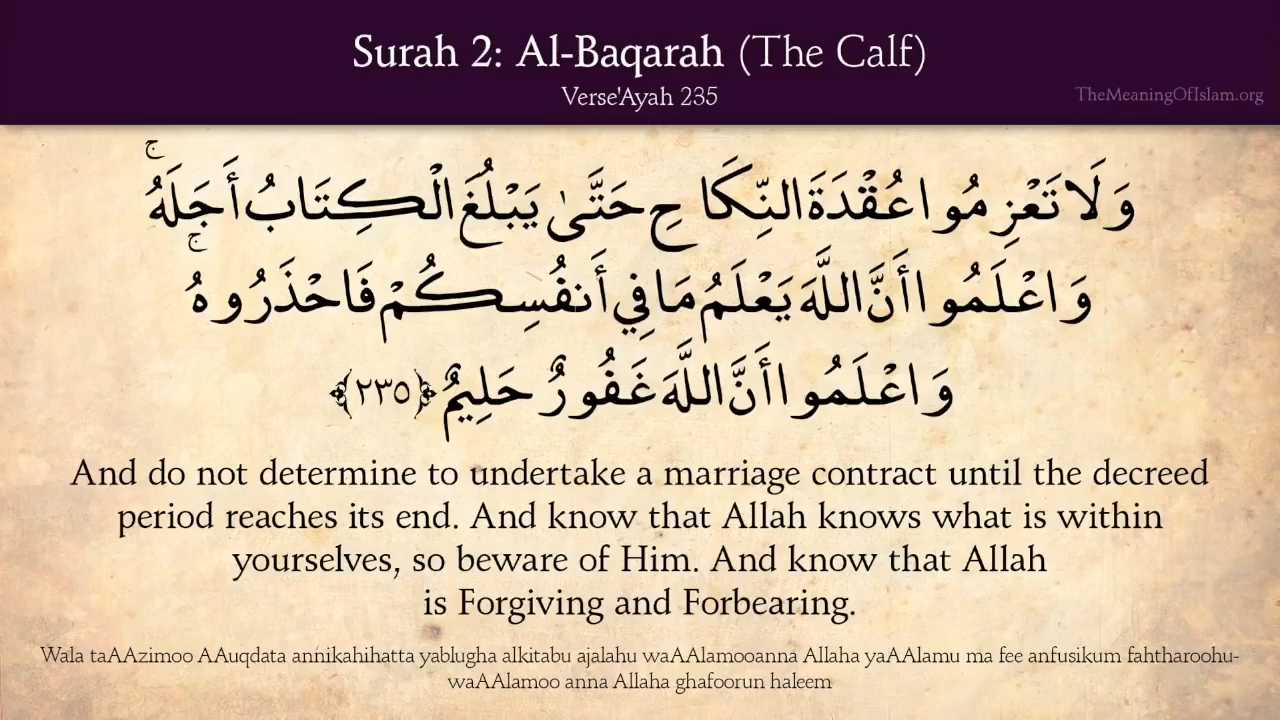 Surah 2: Al-Baqarah (The Calf)
Verse'Ayah 235
TheMeaningOfIslam.org
وَلَا تَعْزِمُوا عُقْدَةَ النِّكَاحِ حَتَّىٰ يَبْلُغَ الْكِتَابُ أَجَلَهُ ۚ
وَاعْلَمُوا أَنَّ اللَّهَ يَعْلَمُ مَا فِي أَنفُسِكُمْ فَاحْذَرُوهُ ۚ
وَاعْلَمُوا أَنَّ اللَّهَ غَفُورٌ حَلِيمٌ ﴿٢٣٥﴾
And do not determine to undertake a marriage contract until the decreed
period reaches its end. And know that Allah knows what is within
yourselves, so beware of Him. And know that Allah
is Forgiving and Forbearing.
Wala taAAzimoo AAuqdata annikahihatta yablugha alkitabu ajalahu waAAlamooanna Allaha yaAAlamu ma fee anfusikum fahtharoohu-
waAAlamoo anna Allaha ghafoorun haleem